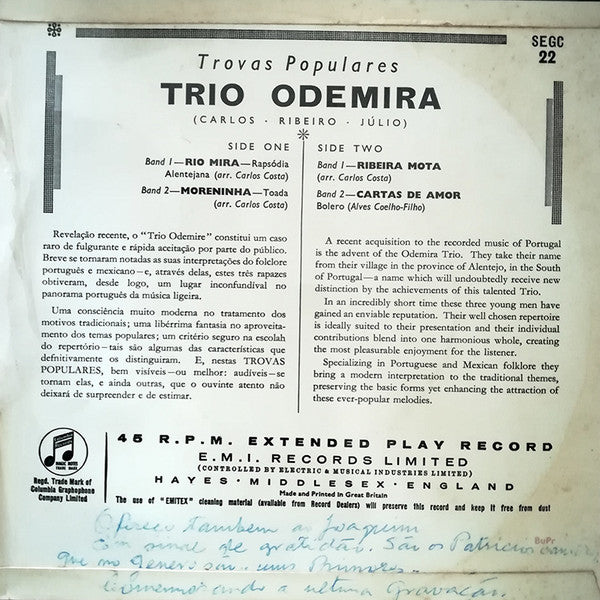 SEGC
22
Trovas Populares
TRIO ODEMIRA
(CARLOS · RIBEIRO · JÚLIO)
SIDE ONE
Band 1—RIO MIRA—Rapsódia
Alentejana (arr. Carlos Costa)
Band 2—MORENINHA—Toada
(arr. Carlos Costa)
SIDE TWO
Band 1—RIBEIRA MOTA
(arr. Carlos Costa)
Band 2—CARTAS DE AMOR
Bolero (Alves Coelho-Filho)
Revelação recente, o “Trio Odemire” constitui um caso
raro de fulgurante e rápida aceitação por parte do público.
Breve se tornaram notadas as suas interpretações do folclore
português e mexicano—e, através delas, estes três rapazes
obtiveram, desde logo, um lugar inconfundível no
panorama português da música ligeira.
Uma consciência muito moderna no tratamento dos
motivos tradicionais; uma libérrima fantasia no aproveita-
mento dos temas populares; um critério seguro na escolah
do repertório—tais são algumas das características que
defnitivamente os distinguiram. E, nestas TROVAS
POPULARES, bem visíveis—ou melhor: audíveis—se
tornam elas, e ainda outras, que o ouvinte atento não
deixará de surpreender e de estimar.
A recent acquisition to the recorded music of Portugal
is the advent of the Odemira Trio. They take their name
from their village in the province of Alentejo, in the South
of Portugal—a name which will undoubtedly receive new
distinction by the achievements of this talented Trio.
In an incredibly short time these three young men have
gained an enviable reputation. Their well chosen repertoire
is ideally suited to their presentation and their individual
contributions blend into one harmonious whole, creating
the most pleasurable enjoyment for the listener.
Specializing in Portuguese and Mexican folklore they
bring a modern interpretation to the traditional themes,
preserving the basic forms yet enhancing the attraction of
these ever-popular melodies.
MAGIC NOTES
TRADE MARK
Regd. Trade Mark of
Columbia Graphophone
Company Limited
45 R.P.M. EXTENDED PLAY RECORD
E.M.I. RECORDS LIMITED
(CONTROLLED BY ELECTRIC & MUSICAL INDUSTRIES LIMITED)
HAYES · MIDDLESEX · ENGLAND
Made and Printed in Great Britain
The use of “EMITEX” cleaning material (available from Record Dealers) will preserve this record and keep it free from dust
Ofereço tambem ao Joaquim
Em sinal de gratidão. São os Patricios
que no genero são uns
Comemorando a ultima Gravação.
BuPr